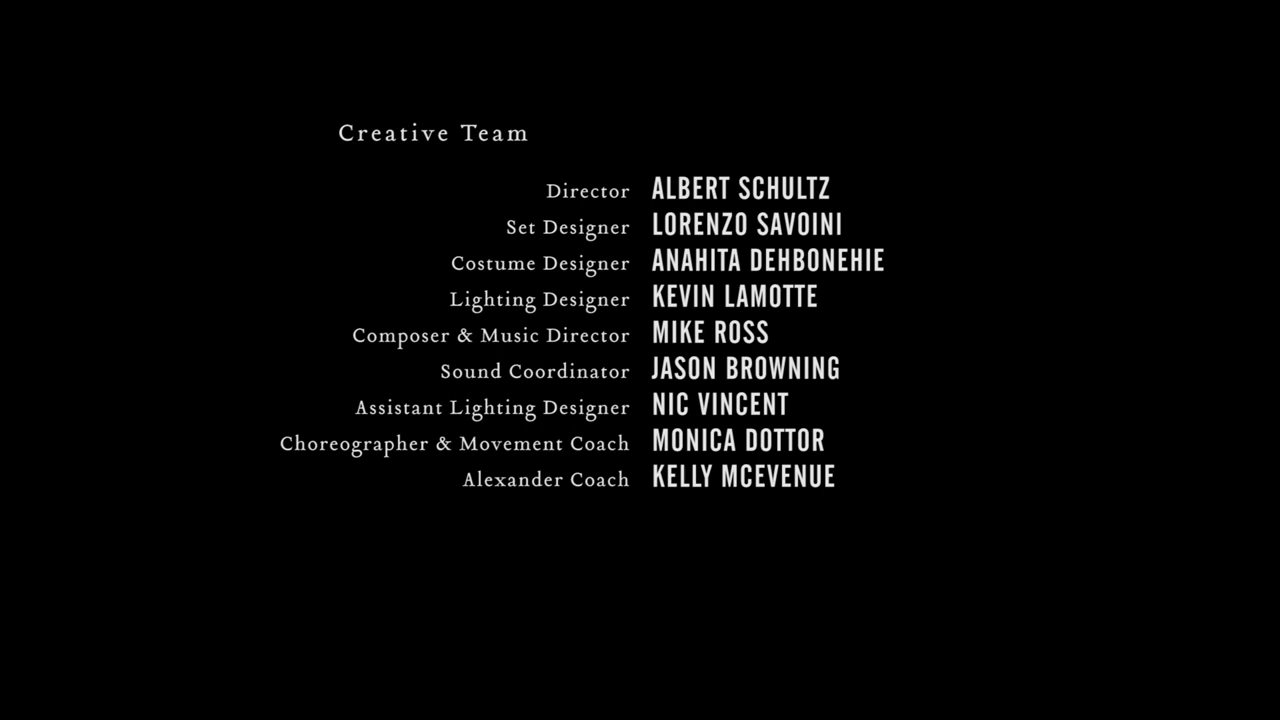 Creative Team
Director ALBERT SCHULTZ
Set Designer LORENZO SAVOINI
Costume Designer ANAHITA DEHBONEHIE
Lighting Designer KEVIN LAMOTTE
Composer & Music Director MIKE ROSS
Sound Coordinator JASON BROWNING
Assistant Lighting Designer NIC VINCENT
Choreographer & Movement Coach MONICA DOTTOR
Alexander Coach KELLY MCEVENUE